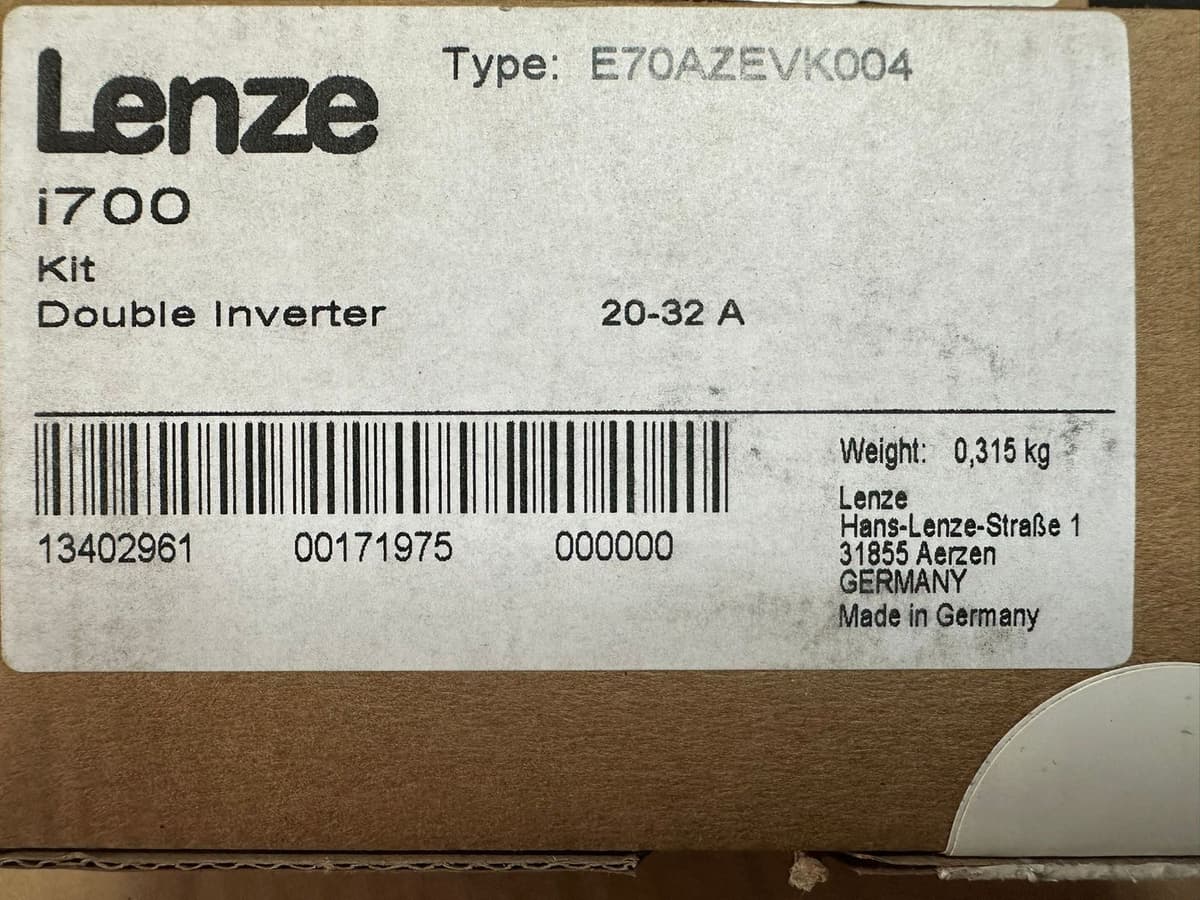 Lenze
Type: E70AZEVK004
i700
Kit
Double Inverter 20-32 A
13402961 00171975 000000
Weight: 0,315 kg
Lenze
Hans-Lenze-Straße 1
31855 Aerzen
GERMANY
Made in Germany